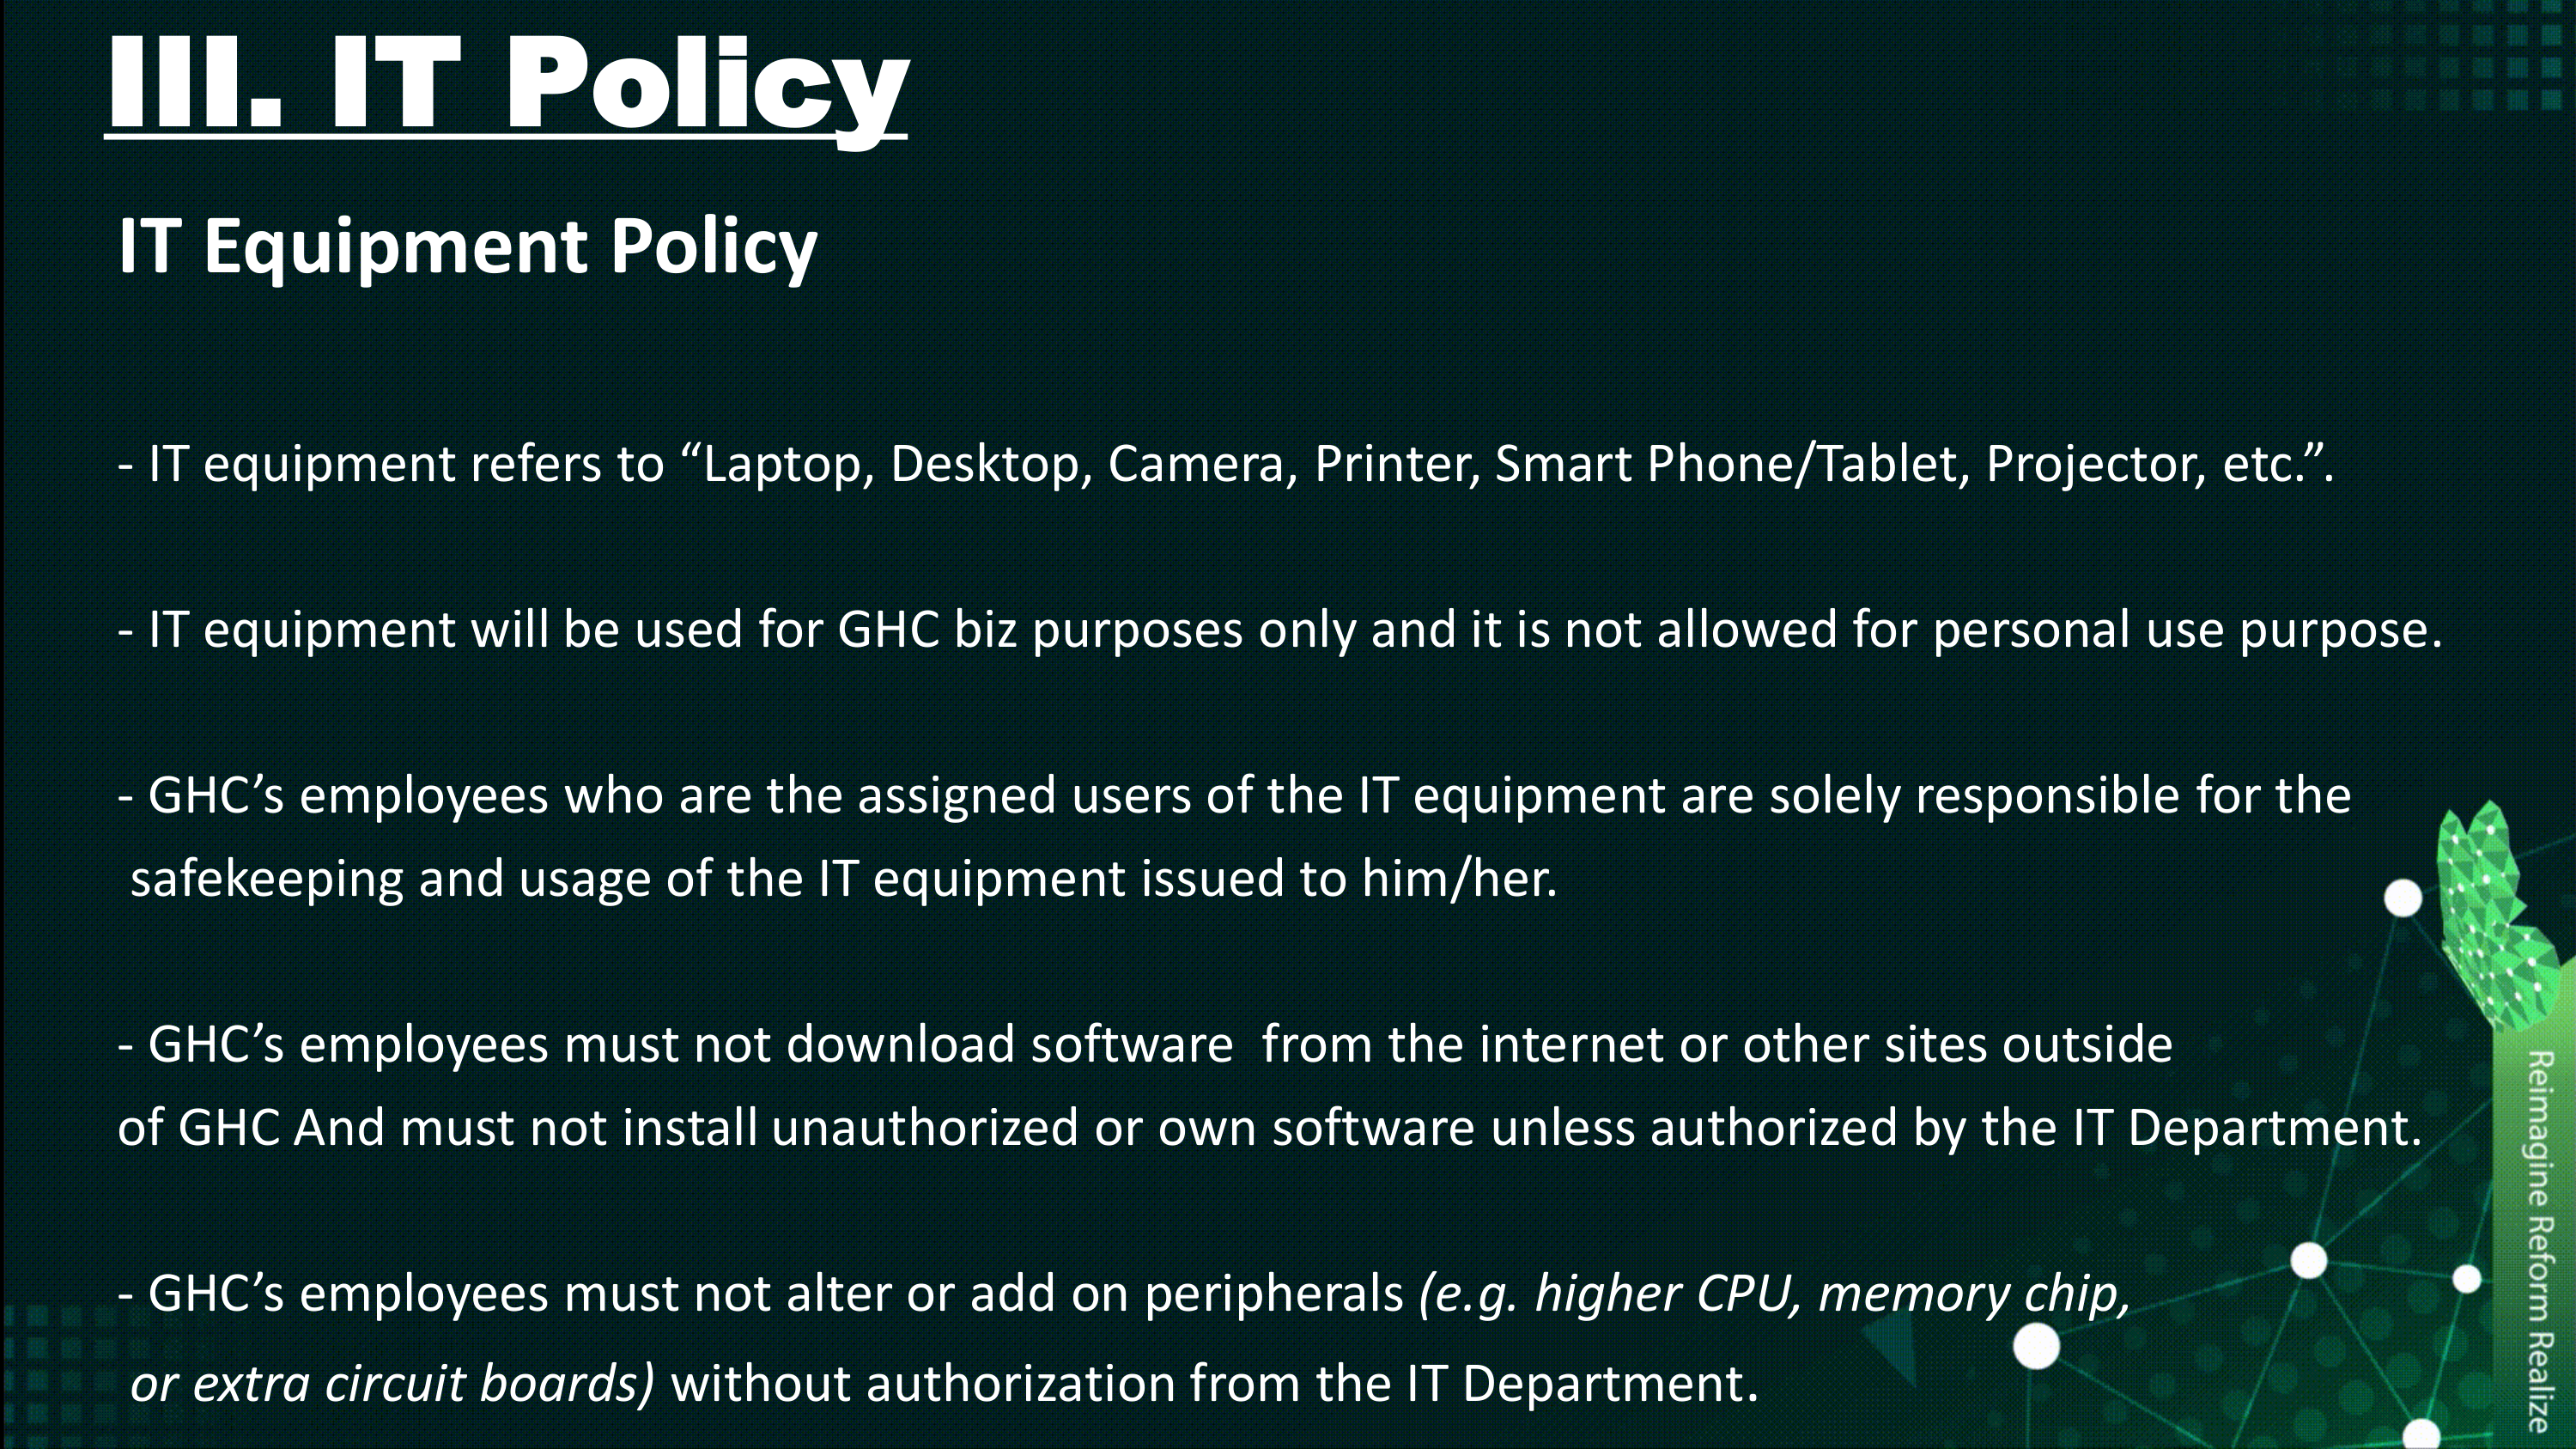 III. IT Policy
IT Equipment Policy
- IT equipment refers to “Laptop, Desktop, Camera, Printer, Smart Phone/Tablet, Projector, etc.”.
- IT equipment will be used for GHC biz purposes only and it is not allowed for personal use purpose.
- GHC’s employees who are the assigned users of the IT equipment are solely responsible for the
safekeeping and usage of the IT equipment issued to him/her.
- GHC’s employees must not download software  from the internet or other sites outside
of GHC And must not install unauthorized or own software unless authorized by the IT Department.
- GHC’s employees must not alter or add on peripherals (e.g. higher CPU, memory chip,
or extra circuit boards) without authorization from the IT Department.
Reimagine Reform Realize